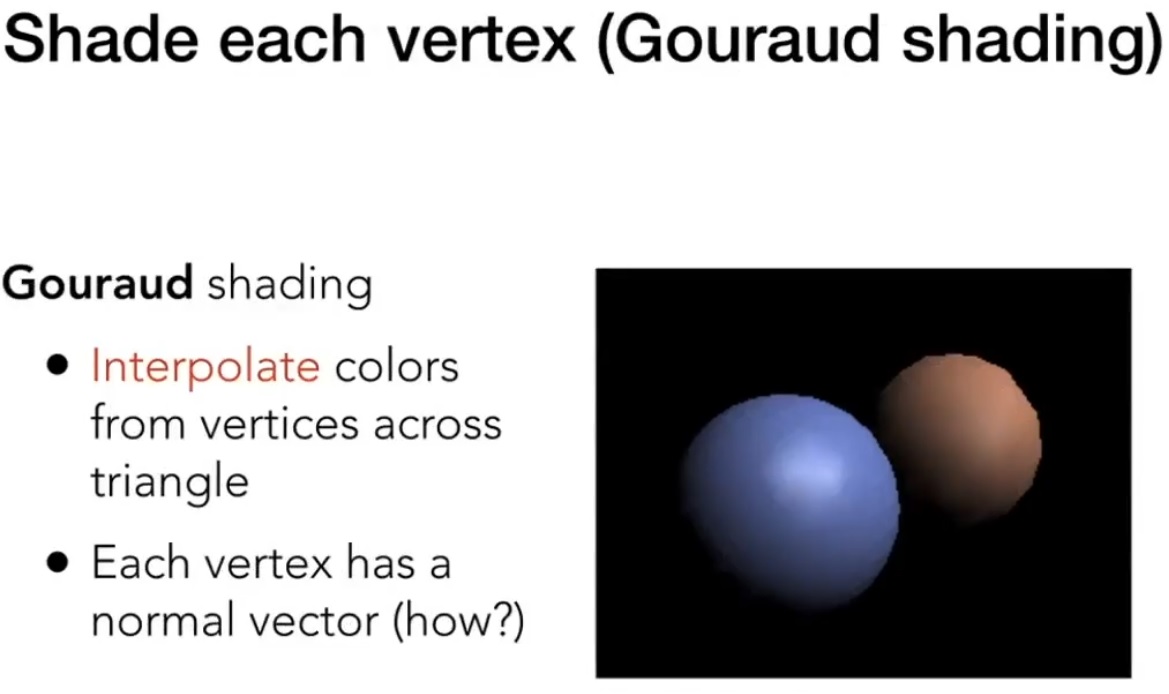 Shade each vertex (Gouraud shading)
Gouraud shading
• Interpolate colors
from vertices across
triangle
• Each vertex has a
normal vector (how?)